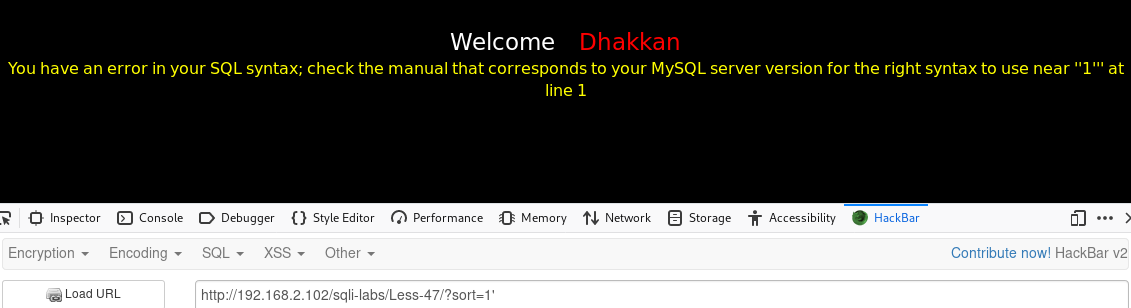 Welcome Dhakkan
You have an error in your SQL syntax; check the manual that corresponds to your MySQL server version for the right syntax to use near ''1''' at
line 1
Inspector Console Debugger Style Editor Performance Memory Network Storage Accessibility HackBar
Encryption Encoding SQL XSS Other Contribute now! HackBar v2
Load URL http://192.168.2.102/sqli-labs/Less-47/?sort=1'